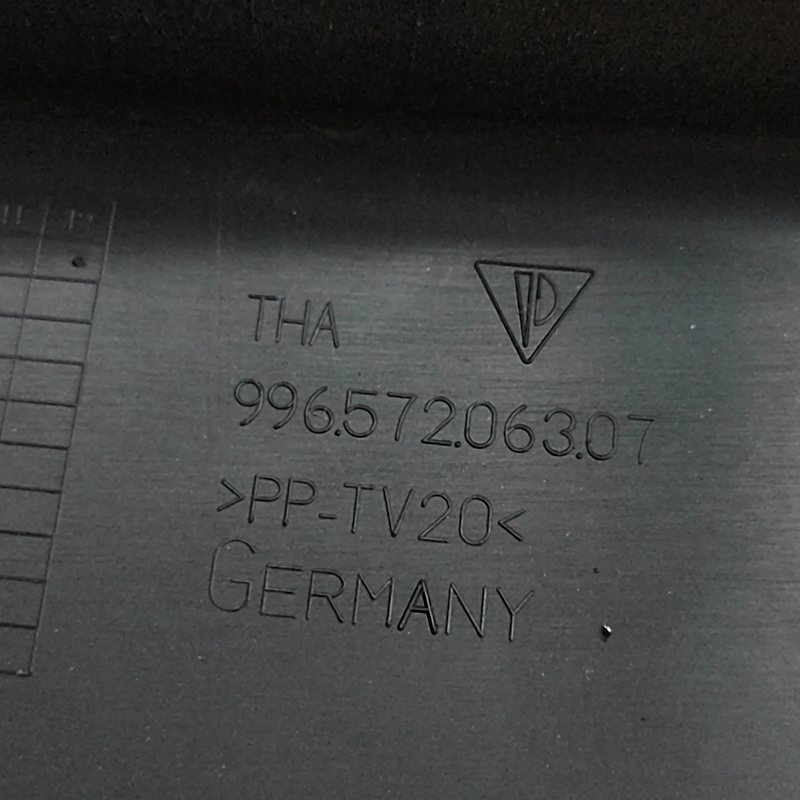 THA
996.572.063.07
>PP-TV20<
GERMANY